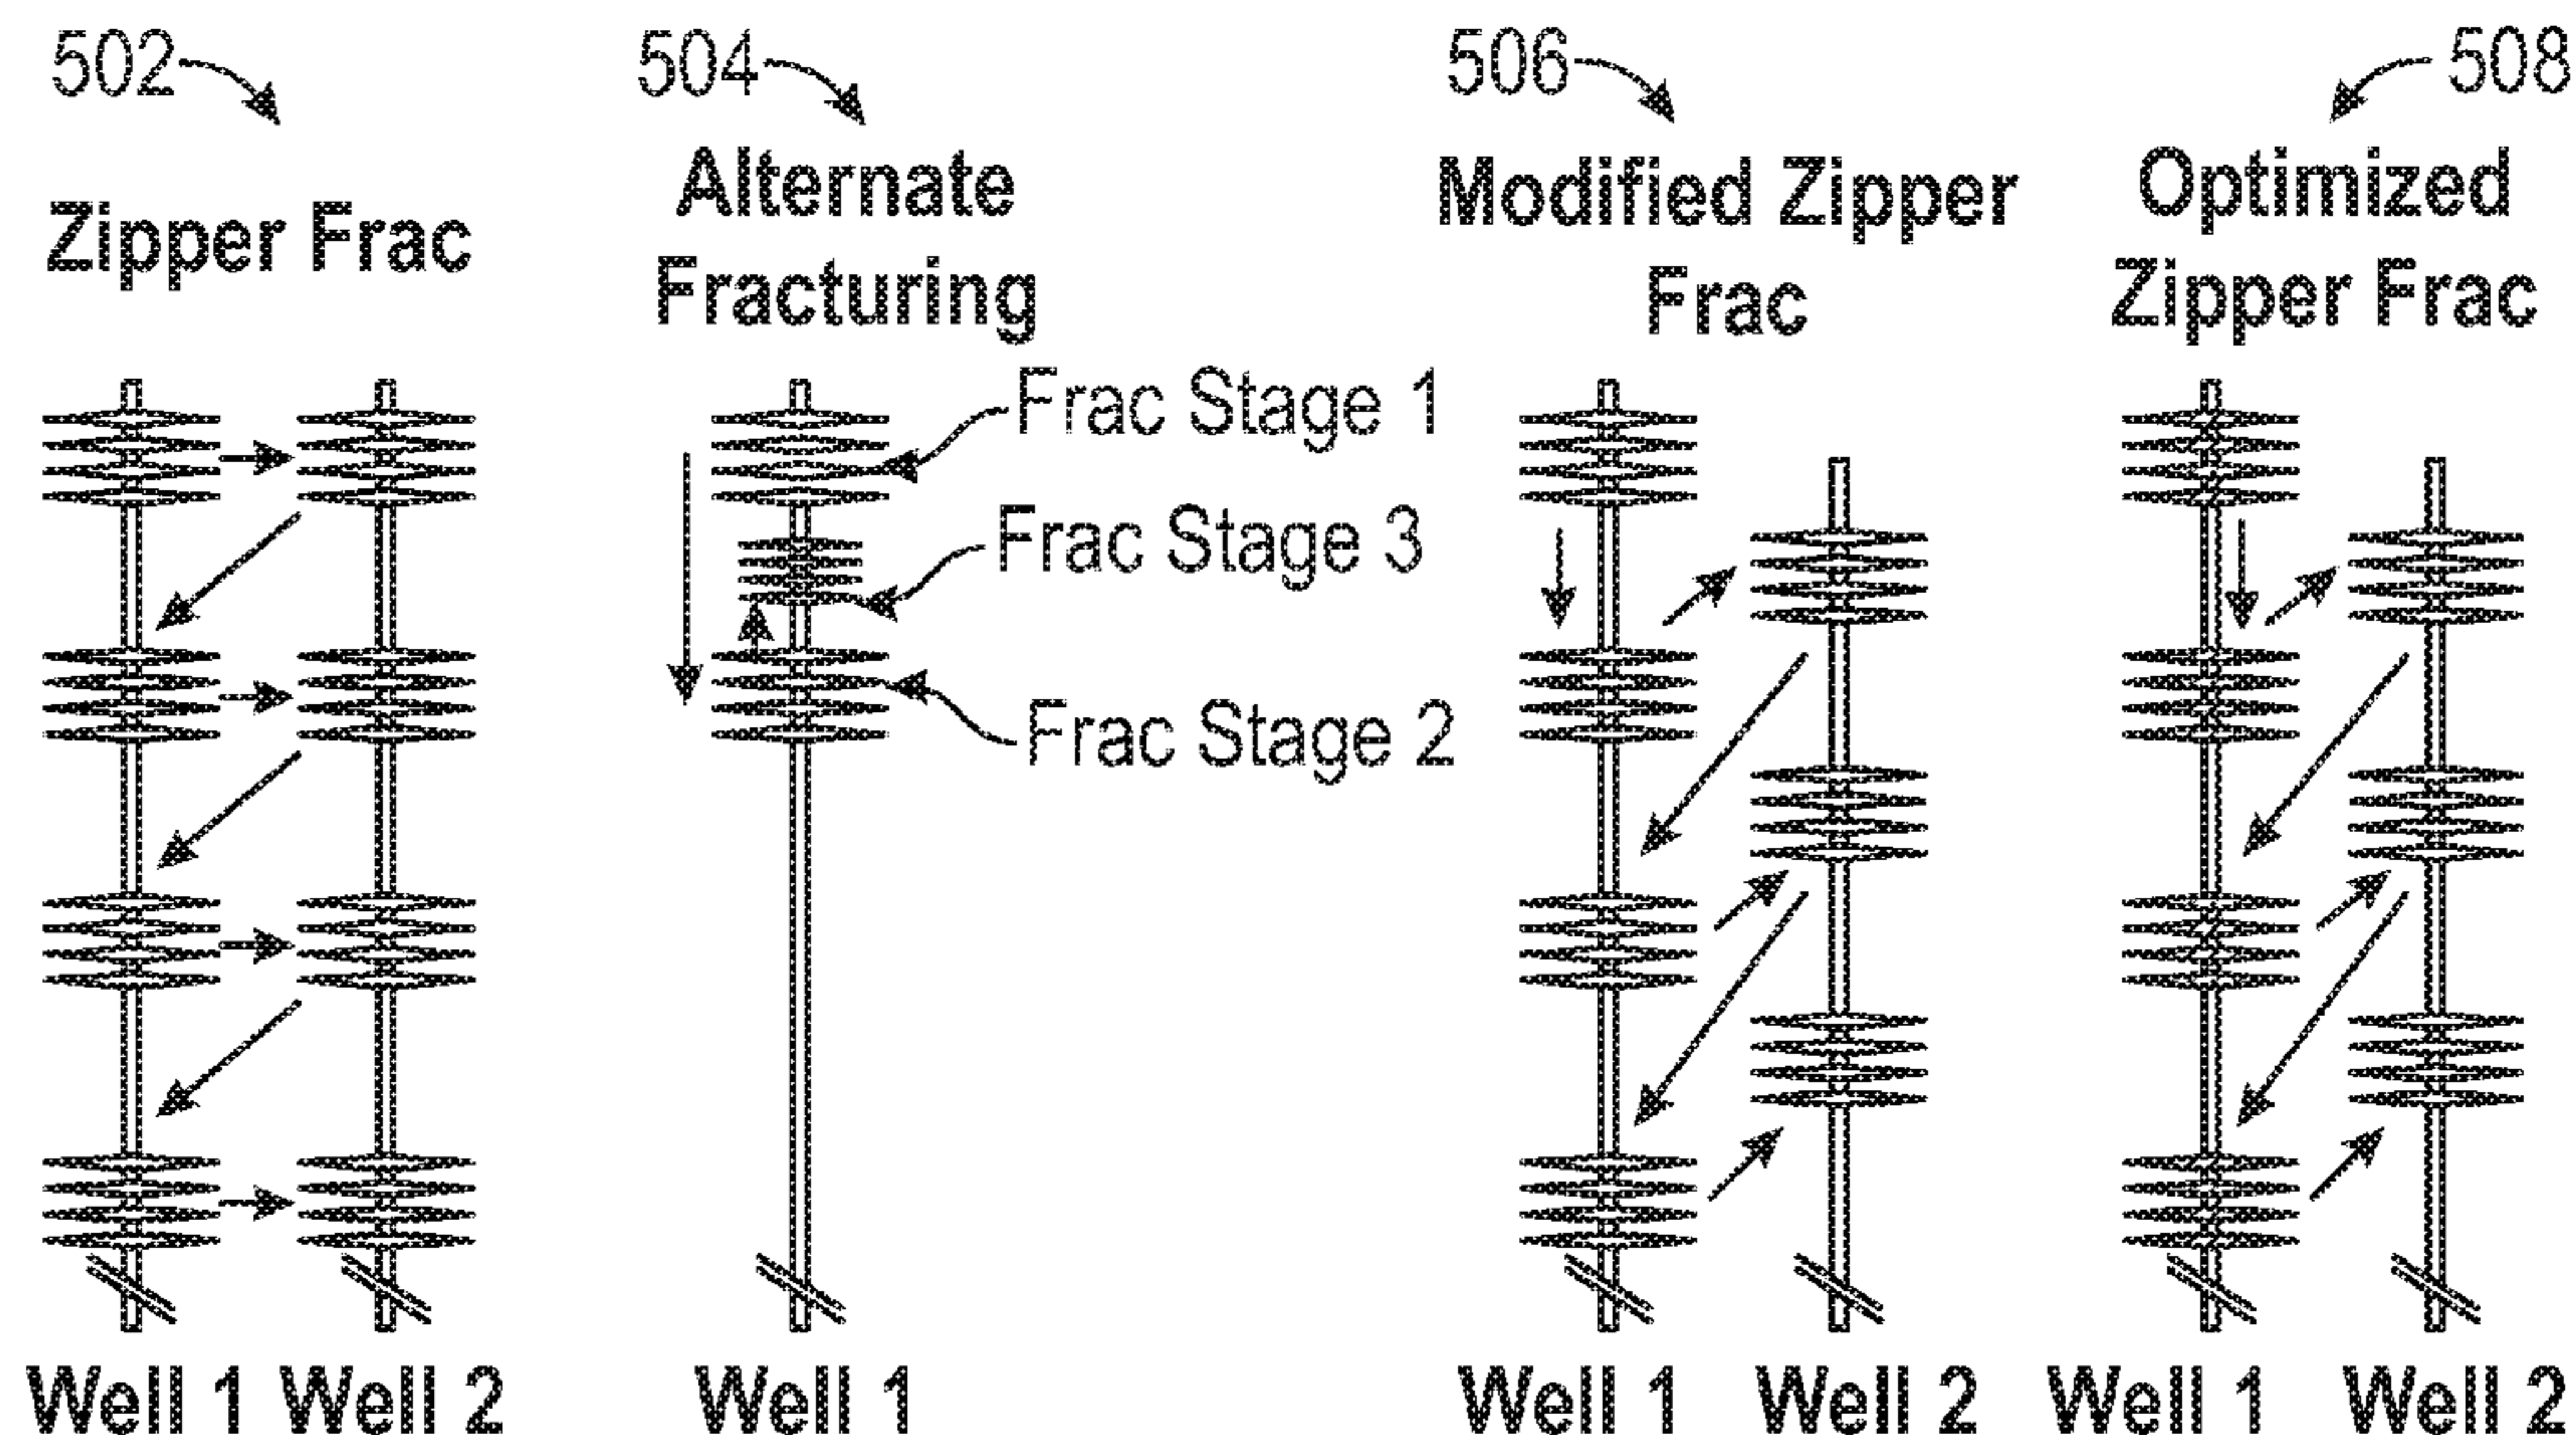 502
504
506
508
Zipper Frac
Alternate
Fracturing
Modified Zipper
Frac
Optimized
Zipper Frac
Frac Stage 1
Frac Stage 3
Frac Stage 2
Well 1
Well 2
Well 1
Well 1
Well 2
Well 1
Well 2